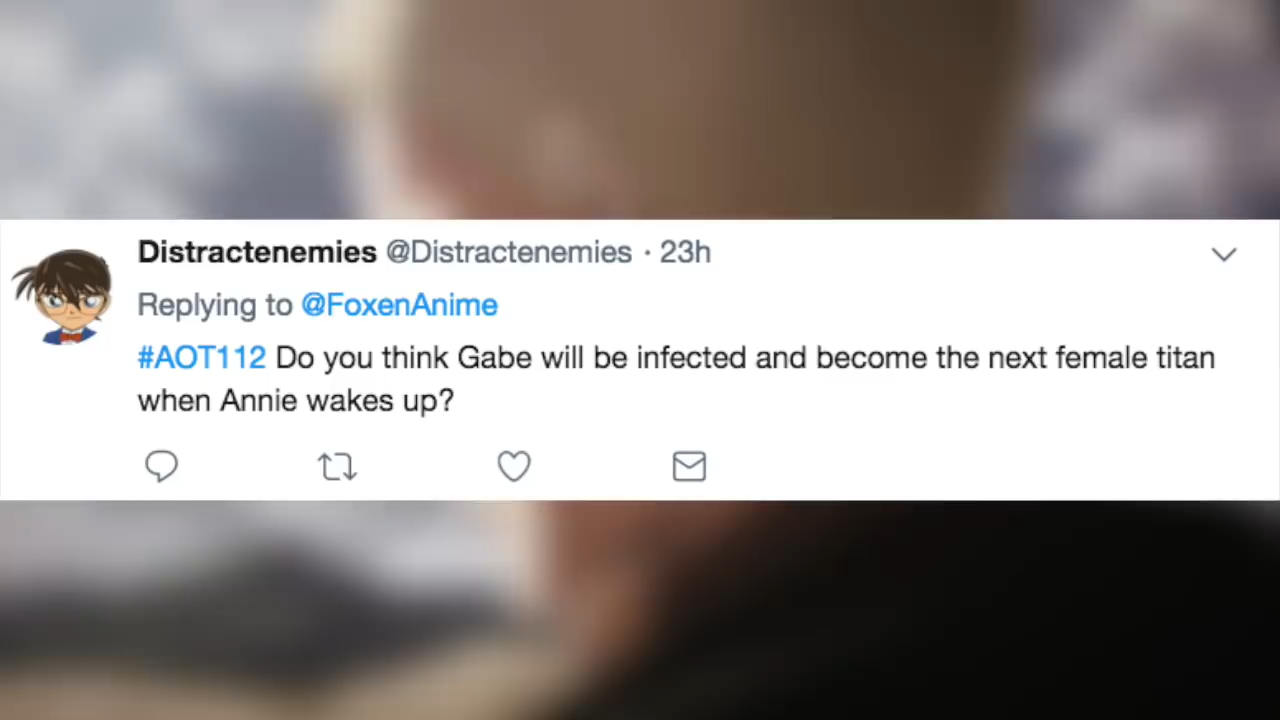 Distractenemies @Distractenemies · 23h
Replying to @FoxenAnime
#AOT112 Do you think Gabe will be infected and become the next female titan
when Annie wakes up?